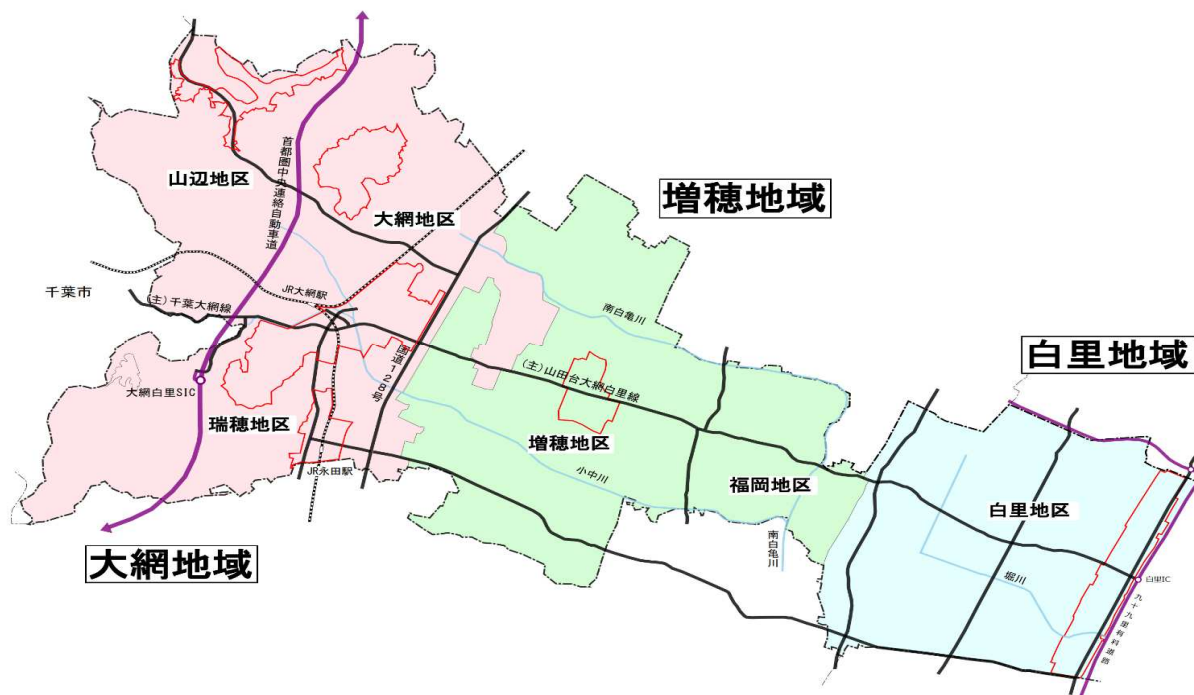 増穂地域
山辺地区
首都圏中央連絡自動車道
大網地区
千葉市
JR大網駅
(主)千葉大網線
南白亀川
国道128号
(主)山田台大網白里線
白里地域
大網白里SIC
瑞穂地区
増穂地区
JR永田駅
小中川
福岡地区
白里地区
南白亀川
大網地域
堀川
白里IC
九十九里有料道路